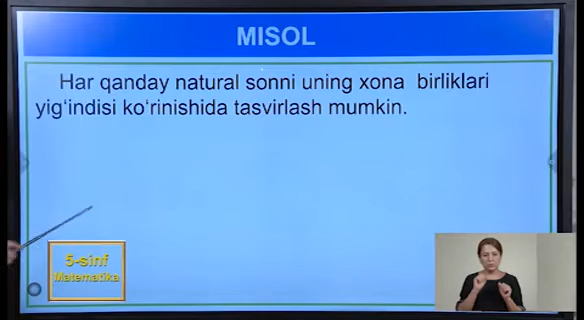 MISOL
Har qanday natural sonni uning xona birliklari
yig‘indisi ko‘rinishida tasvirlash mumkin.
5-sinf
Matematika